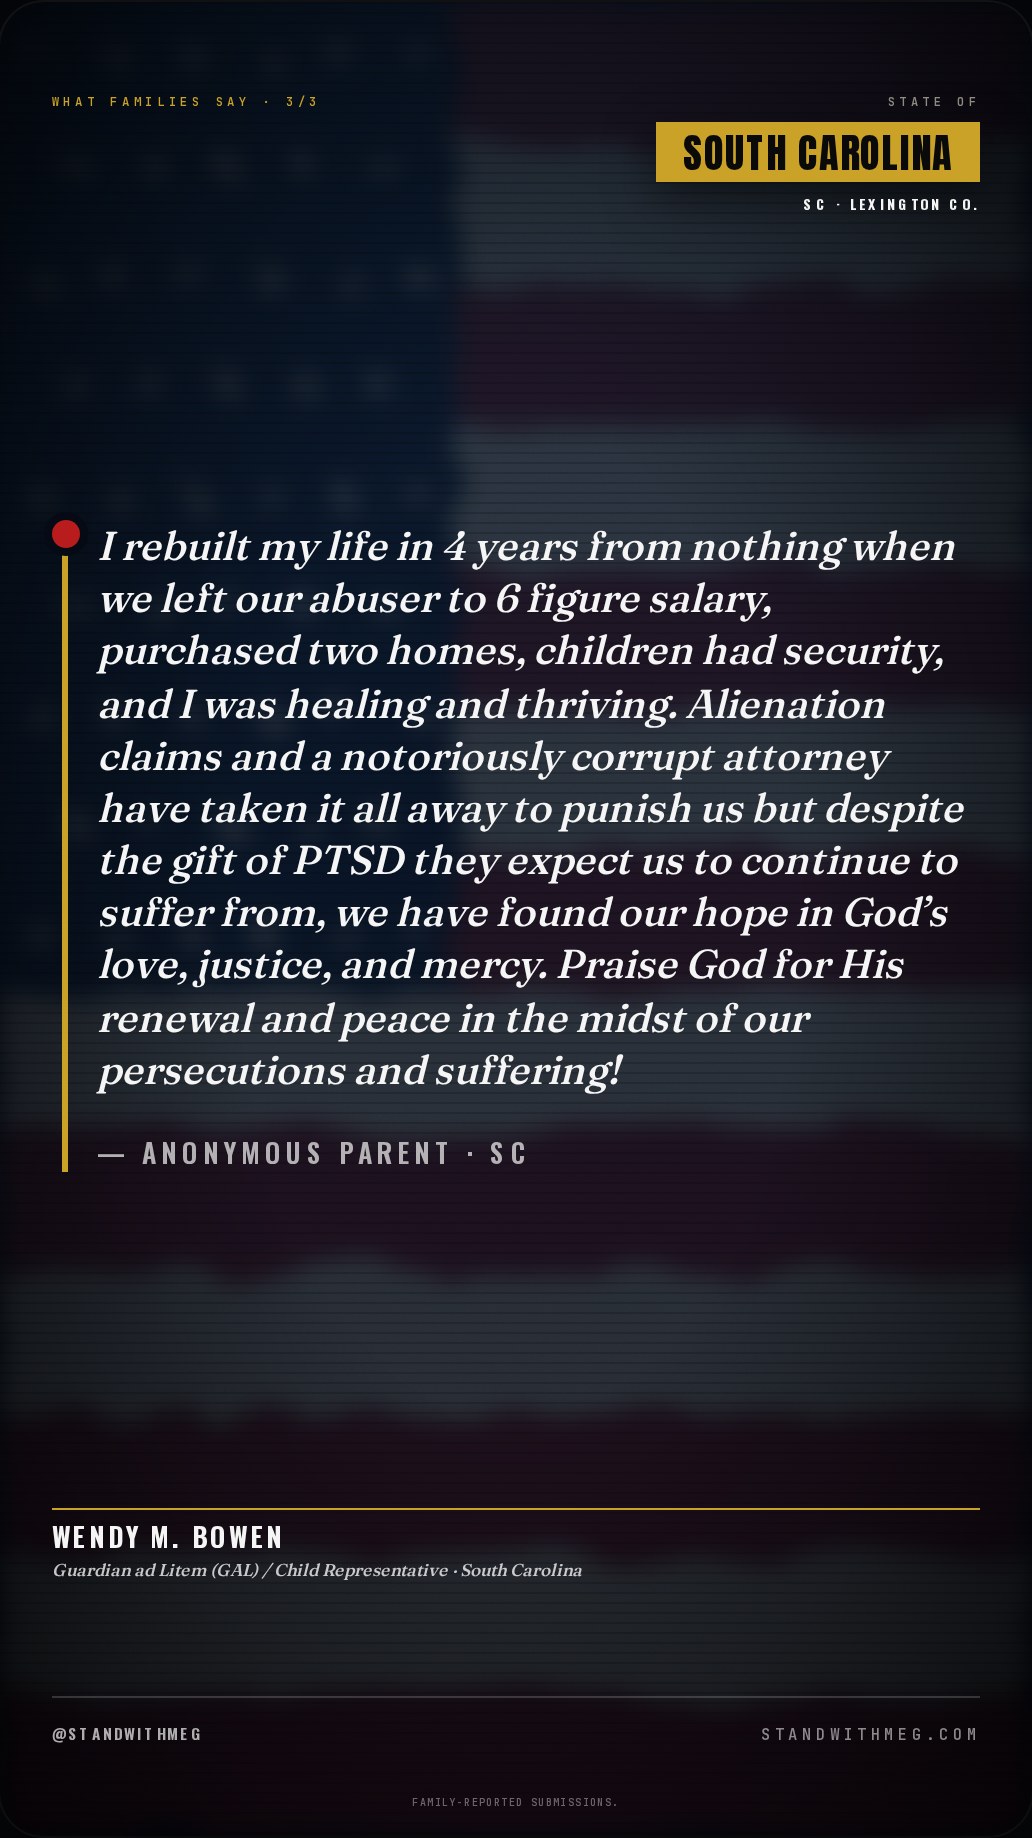 WHAT FAMILIES SAY · 3/3
STATE OF
SOUTH CAROLINA
SC · LEXINGTON CO.
I rebuilt my life in 4 years from nothing when
we left our abuser to 6 figure salary,
purchased two homes, children had security,
and I was healing and thriving. Alienation
claims and a notoriously corrupt attorney
have taken it all away to punish us but despite
the gift of PTSD they expect us to continue to
suffer from, we have found our hope in God’s
love, justice, and mercy. Praise God for His
renewal and peace in the midst of our
persecutions and suffering!
— ANONYMOUS PARENT · SC
WENDY M. BOWEN
Guardian ad Litem (GAL) / Child Representative · South Carolina
@STANDWITHMEG
STANDWITHMEG.COM
FAMILY-REPORTED SUBMISSIONS.